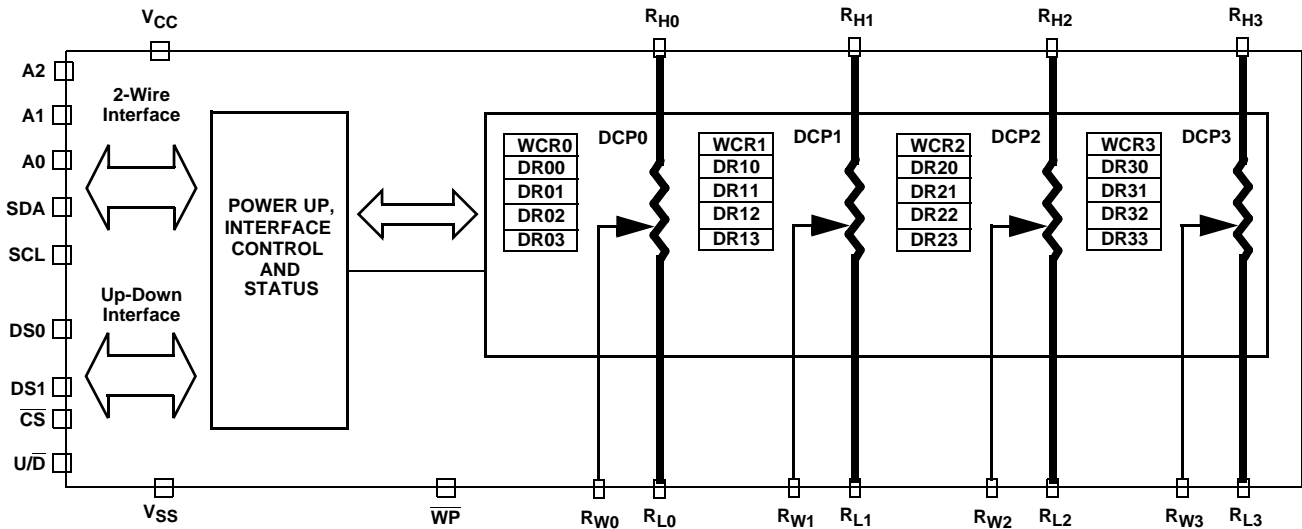 VCC
RH0
RH1
RH2
RH3
A2
A1
A0
SDA
SCL
DS0
DS1
C̅S̅
U/D̅
2-Wire
Interface
Up-Down
Interface
POWER UP,
INTERFACE
CONTROL
AND
STATUS
WCR0
DR00
DR01
DR02
DR03
DCP0
WCR1
DR10
DR11
DR12
DR13
DCP1
WCR2
DR20
DR21
DR22
DR23
DCP2
WCR3
DR30
DR31
DR32
DR33
DCP3
VSS
W̅P̅
RW0
RL0
RW1
RL1
RW2
RL2
RW3
RL3